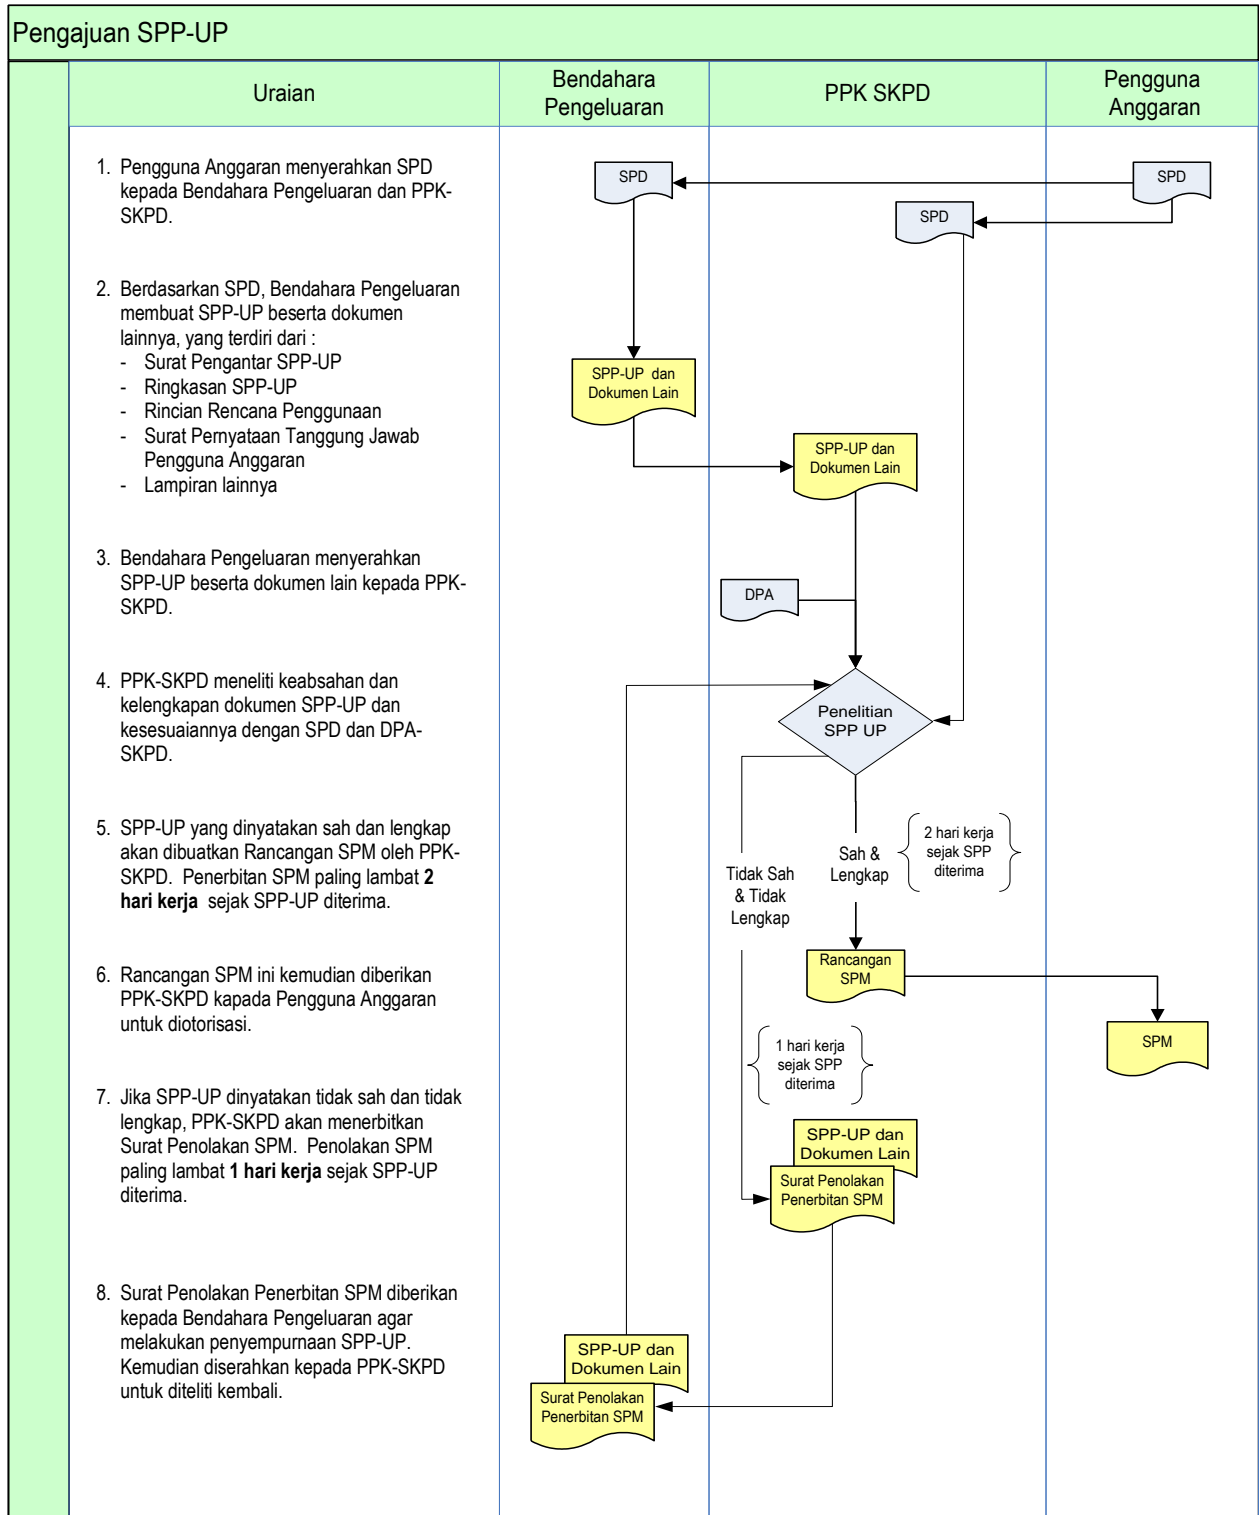 Pengajuan SPP-UP
Uraian
Bendahara
Pengeluaran
PPK SKPD
Pengguna
Anggaran
1. Pengguna Anggaran menyerahkan SPD
kepada Bendahara Pengeluaran dan PPK-
SKPD.
2. Berdasarkan SPD, Bendahara Pengeluaran
membuat SPP-UP beserta dokumen
lainnya, yang terdiri dari :
- Surat Pengantar SPP-UP
- Ringkasan SPP-UP
- Rincian Rencana Penggunaan
- Surat Pernyataan Tanggung Jawab
Pengguna Anggaran
- Lampiran lainnya
3. Bendahara Pengeluaran menyerahkan
SPP-UP beserta dokumen lain kepada PPK-
SKPD.
4. PPK-SKPD meneliti keabsahan dan
kelengkapan dokumen SPP-UP dan
kesesuaiannya dengan SPD dan DPA-
SKPD.
5. SPP-UP yang dinyatakan sah dan lengkap
akan dibuatkan Rancangan SPM oleh PPK-
SKPD. Penerbitan SPM paling lambat 2
hari kerja sejak SPP-UP diterima.
6. Rancangan SPM ini kemudian diberikan
PPK-SKPD kapada Pengguna Anggaran
untuk diotorisasi.
7. Jika SPP-UP dinyatakan tidak sah dan tidak
lengkap, PPK-SKPD akan menerbitkan
Surat Penolakan SPM. Penolakan SPM
paling lambat 1 hari kerja sejak SPP-UP
diterima.
8. Surat Penolakan Penerbitan SPM diberikan
kepada Bendahara Pengeluaran agar
melakukan penyempurnaan SPP-UP.
Kemudian diserahkan kepada PPK-SKPD
untuk diteliti kembali.
SPD
SPD
SPD
SPP-UP dan
Dokumen Lain
SPP-UP dan
Dokumen Lain
DPA
Penelitian
SPP UP
Sah &
Lengkap
2 hari kerja
sejak SPP
diterima
Tidak Sah
& Tidak
Lengkap
Rancangan
SPM
SPM
1 hari kerja
sejak SPP
diterima
SPP-UP dan
Dokumen Lain
Surat Penolakan
Penerbitan SPM
SPP-UP dan
Dokumen Lain
Surat Penolakan
Penerbitan SPM